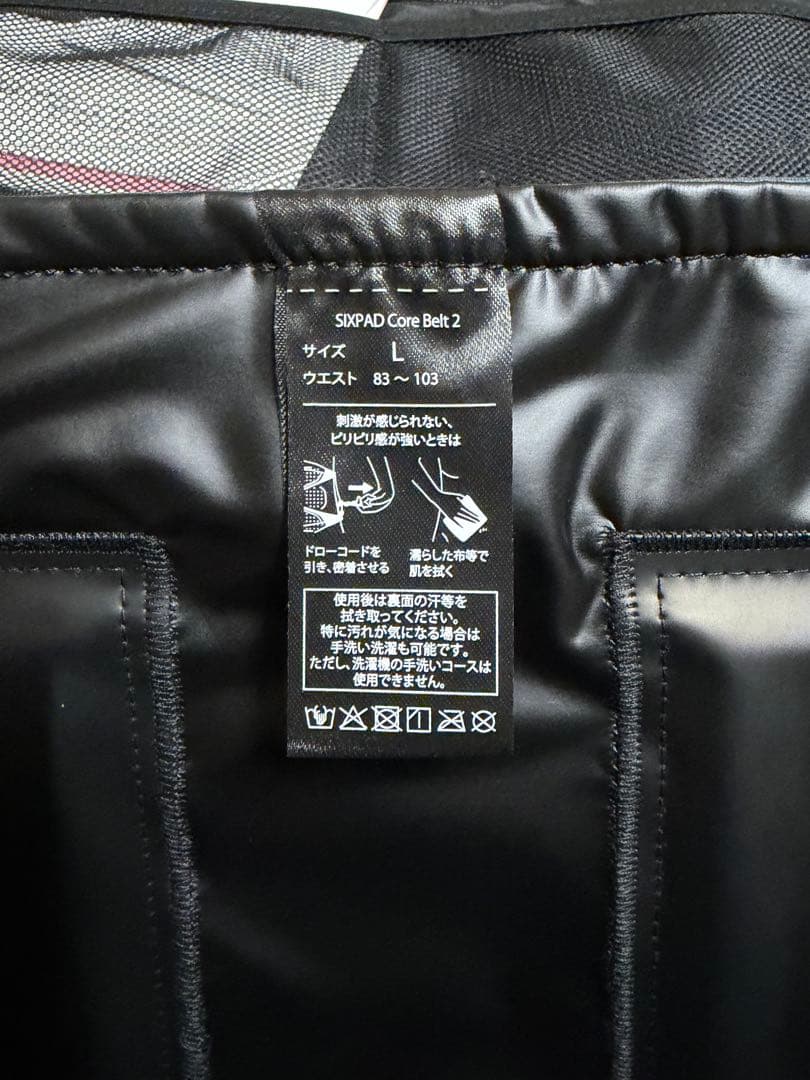 SIXPAD Core Belt 2
サイズ L
ウエスト 83～103
刺激が感じられない、
ピリピリ感が強いときは
ドローコードを
引き、密着させる
濡らした布等で
肌を拭く
使用後は裏面の汗等を
拭き取ってください。
特に汚れが気になる場合は
手洗い洗濯も可能です。
ただし、洗濯機の手洗いコースは
使用できません。